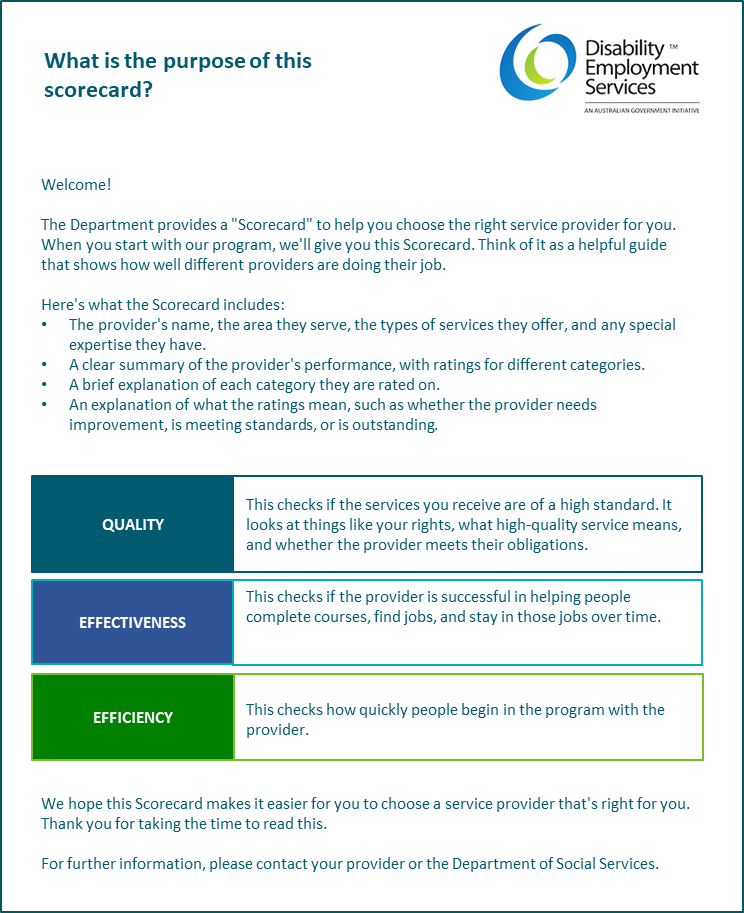 What is the purpose of this
scorecard?
Disability ™
Employment
Services
AN AUSTRALIAN GOVERNMENT INITIATIVE
Welcome!
The Department provides a "Scorecard" to help you choose the right service provider for you.
When you start with our program, we'll give you this Scorecard. Think of it as a helpful guide
that shows how well different providers are doing their job.
Here's what the Scorecard includes:
• The provider's name, the area they serve, the types of services they offer, and any special
expertise they have.
• A clear summary of the provider's performance, with ratings for different categories.
• A brief explanation of each category they are rated on.
• An explanation of what the ratings mean, such as whether the provider needs
improvement, is meeting standards, or is outstanding.
QUALITY
This checks if the services you receive are of a high standard. It
looks at things like your rights, what high-quality service means,
and whether the provider meets their obligations.
EFFECTIVENESS
This checks if the provider is successful in helping people
complete courses, find jobs, and stay in those jobs over time.
EFFICIENCY
This checks how quickly people begin in the program with the
provider.
We hope this Scorecard makes it easier for you to choose a service provider that's right for you.
Thank you for taking the time to read this.
For further information, please contact your provider or the Department of Social Services.